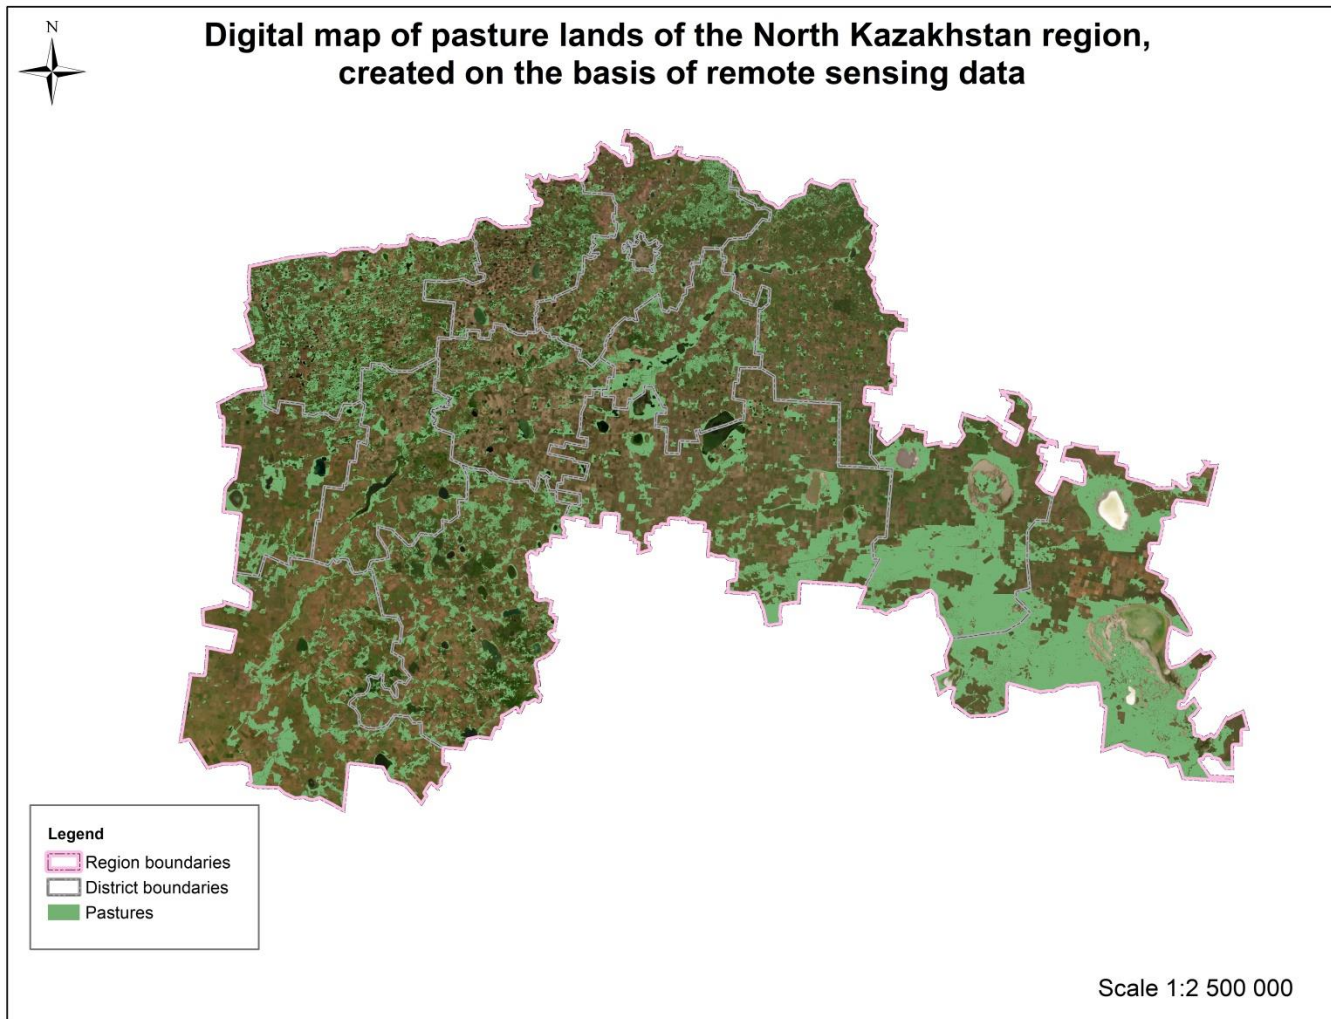 N
Digital map of pasture lands of the North Kazakhstan region,
created on the basis of remote sensing data
Legend
Region boundaries
District boundaries
Pastures
Scale 1:2 500 000